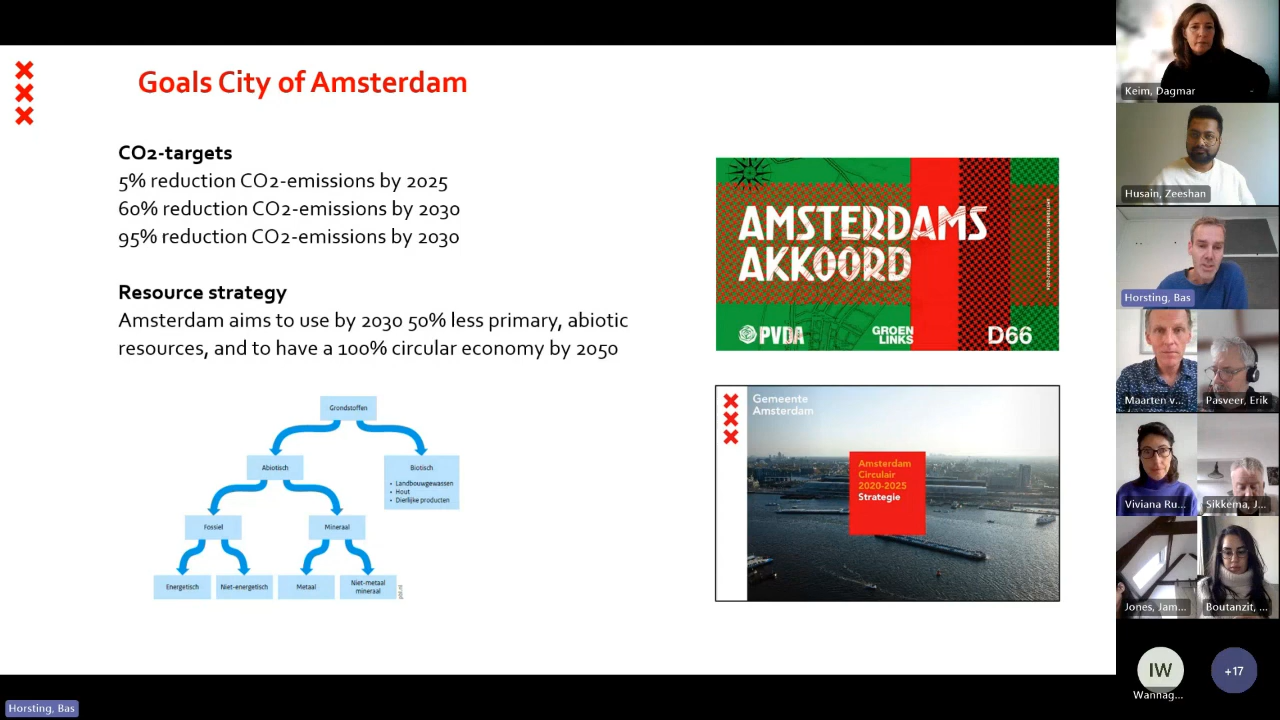 Goals City of Amsterdam
CO2-targets
5% reduction CO2-emissions by 2025
60% reduction CO2-emissions by 2030
95% reduction CO2-emissions by 2030
Resource strategy
Amsterdam aims to use by 2030 50% less primary, abiotic
resources, and to have a 100% circular economy by 2050
Grondstoffen
Abiotisch
Biotisch
• Landbouwgewassen
• Hout
• Dierlijke producten
Fossiel
Mineraal
Energetisch
Niet-energetisch
Metaal
Niet-metaal
mineraal
pbl.nl
AMSTERDAMS
AKKOORD
PVDA
GROEN
LINKS
D66
Gemeente
Amsterdam
Amsterdam
Circulair
2020-2025
Strategie
Keim, Dagmar
Husain, Zeeshan
Horsting, Bas
Maarten v...
Pasveer, Erik
Viviana Ru...
Sikkema, J...
Jones, Jam...
Boutanzit, ...
IW
Wannag...
+17
Horsting, Bas